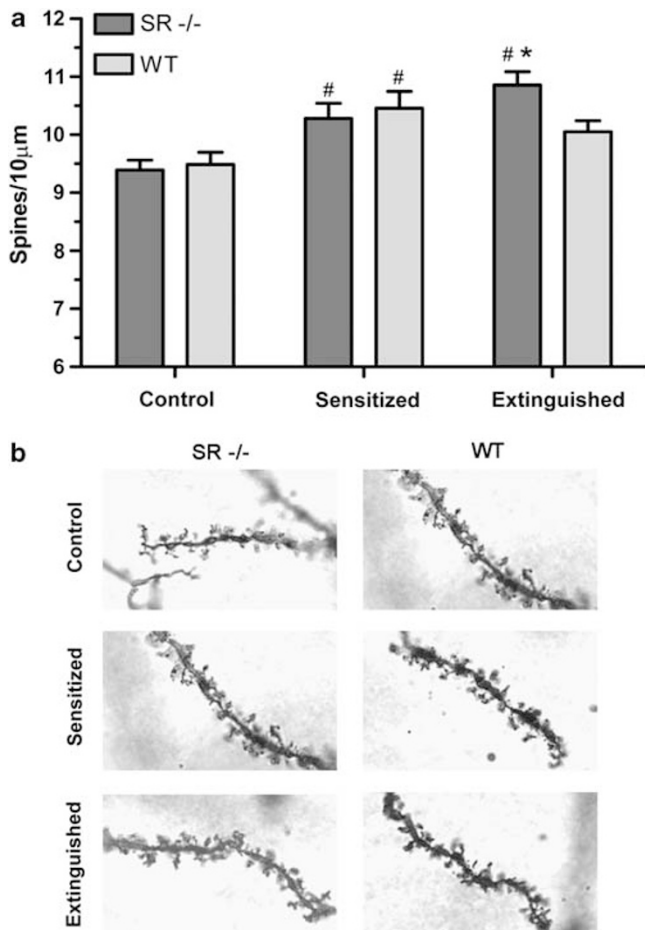 a
12
11
10
9
8
7
6
Spines/10μm
SR -/-
WT
#
#
# *
Control
Sensitized
Extinguished
b
SR -/-
WT
Control
Sensitized
Extinguished